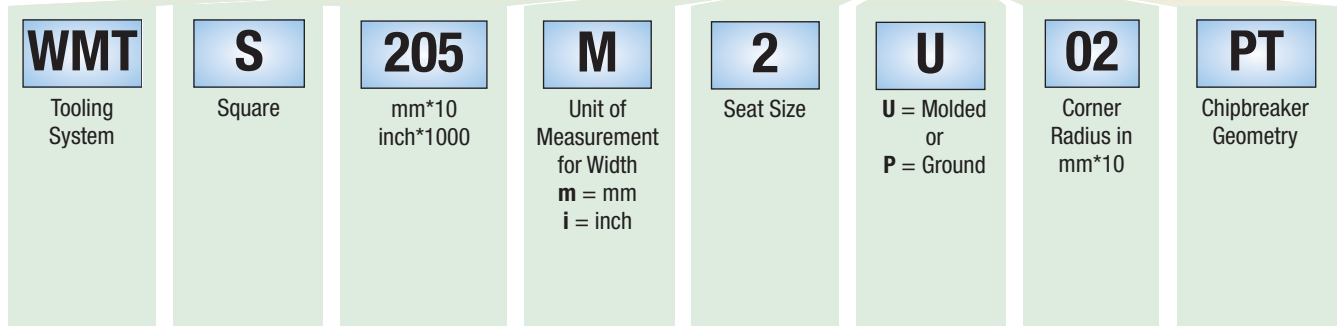 WMT
Tooling
System
S
Square
205
mm*10
inch*1000
M
Unit of
Measurement
for Width
m = mm
i = inch
2
Seat Size
U
U = Molded
or
P = Ground
02
Corner
Radius in
mm*10
PT
Chipbreaker
Geometry